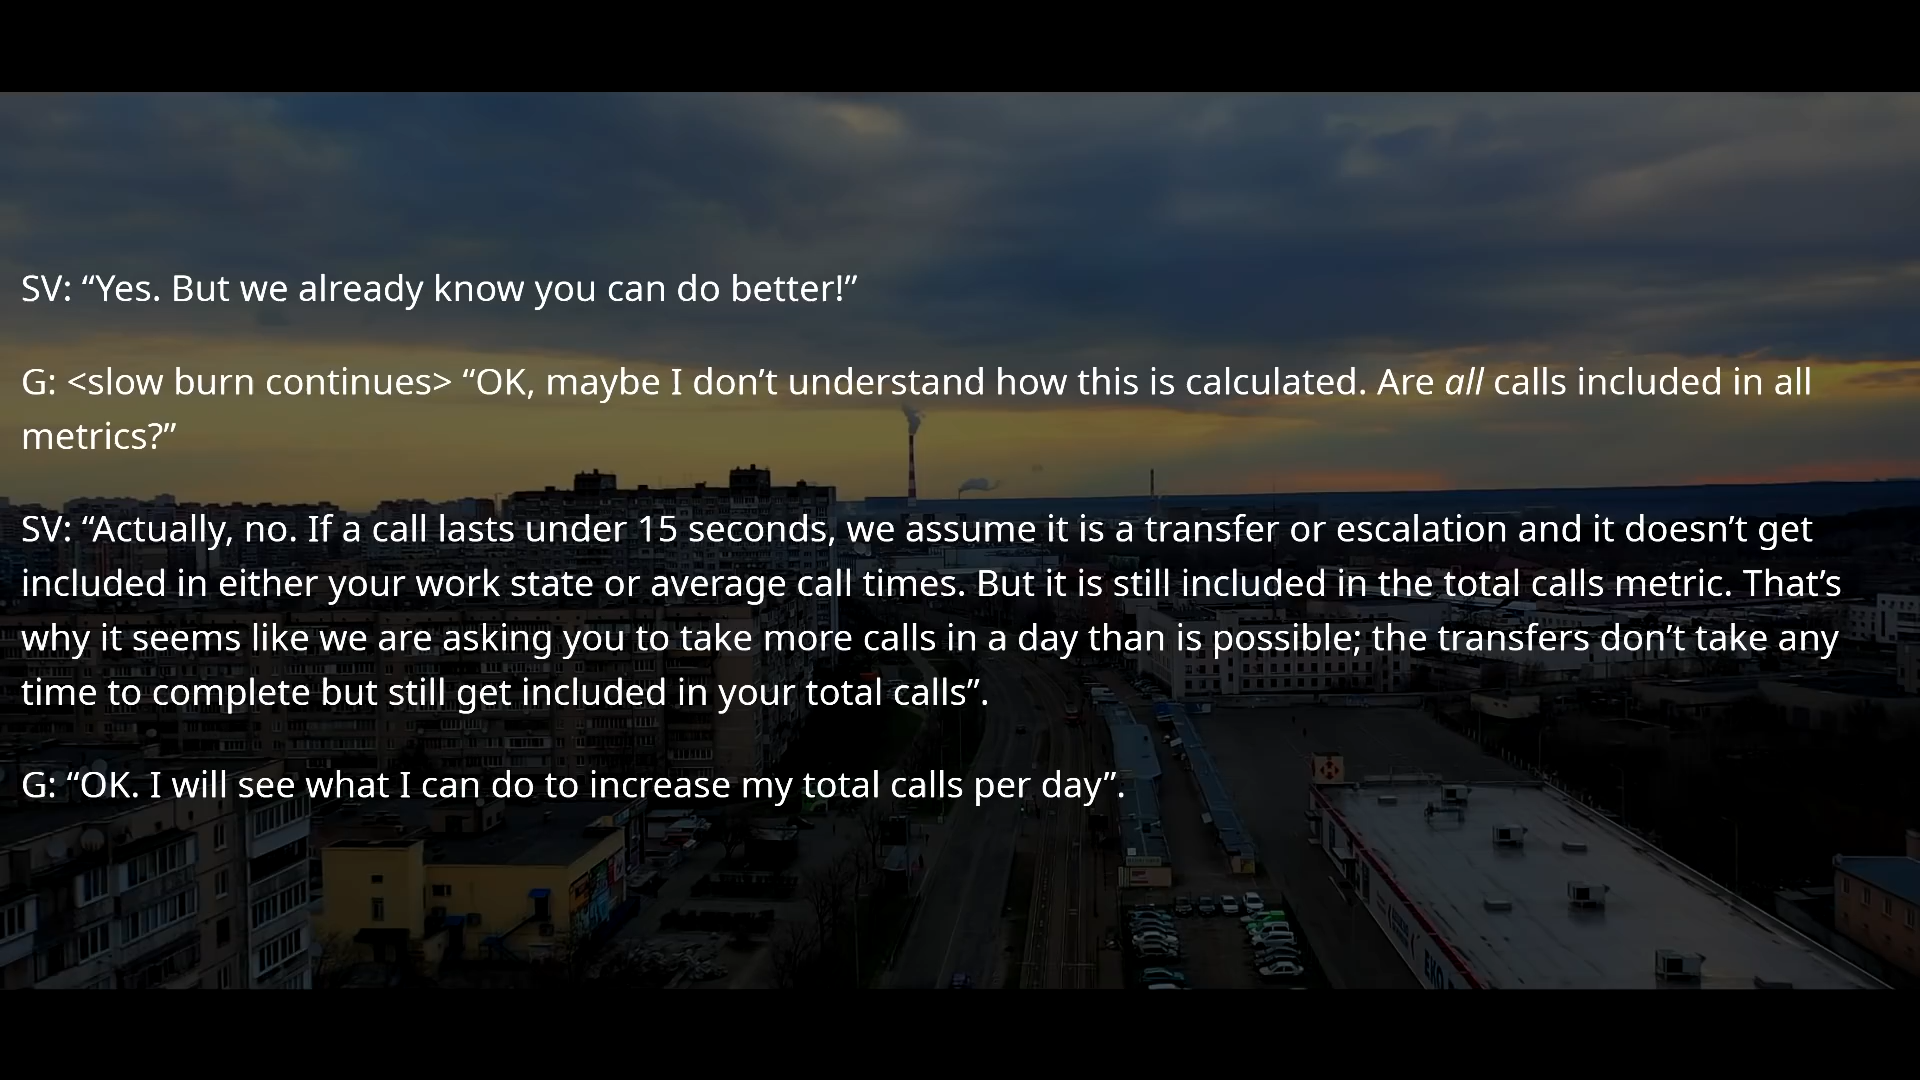 SV: “Yes. But we already know you can do better!”
G: <slow burn continues> “OK, maybe I don’t understand how this is calculated. Are all calls included in all
metrics?”
SV: “Actually, no. If a call lasts under 15 seconds, we assume it is a transfer or escalation and it doesn’t get
included in either your work state or average call times. But it is still included in the total calls metric. That’s
why it seems like we are asking you to take more calls in a day than is possible; the transfers don’t take any
time to complete but still get included in your total calls”.
G: “OK. I will see what I can do to increase my total calls per day”.